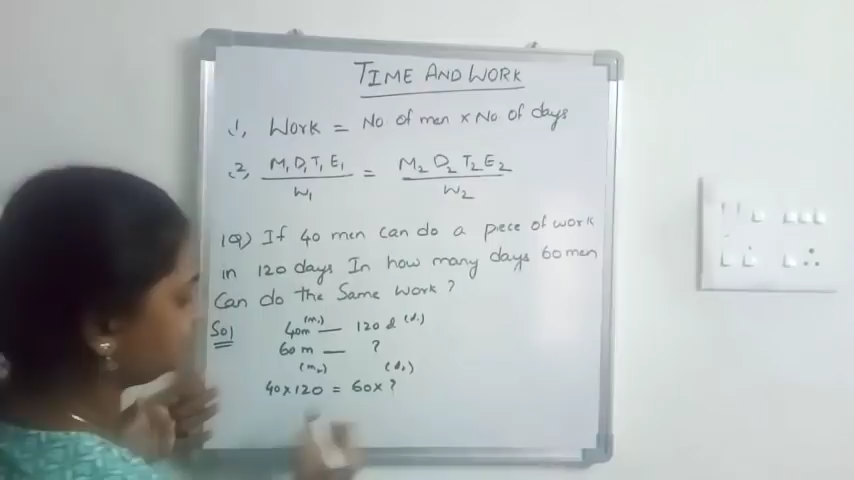 TIME AND WORK
1, Work = No of men x No of days
2, M₁ D₁ T₁ E₁ / W₁ = M₂ D₂ T₂ E₂ / W₂
1Q) If 40 men can do a piece of work
in 120 days In how many days 60 men
Can do the Same Work ?
Sol
(m₁) (d₁)
40m — 120 d
60 m — ?
(m₂) (d₂)
40 x 120 = 60 x ?